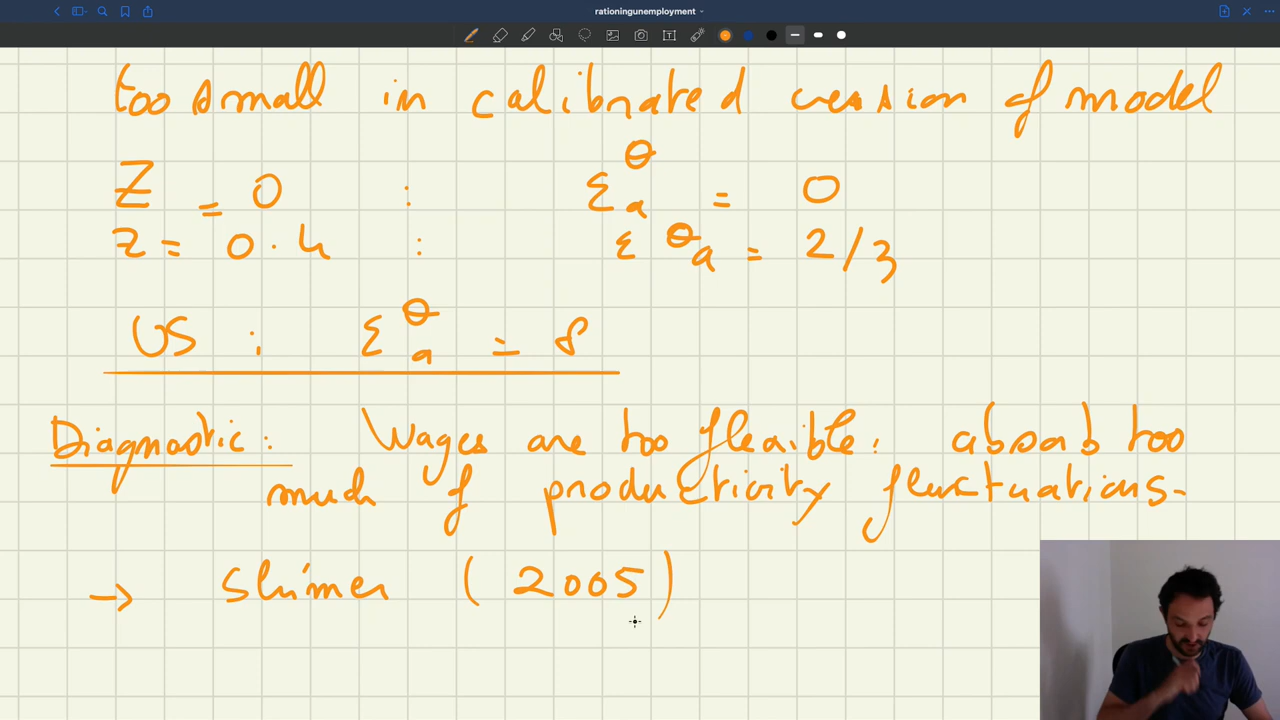 rationingunemployment
too small in calibrated version of model
Z = 0 : ε^θ_a = 0
z = 0.4 : ε^θ_a = 2/3
US : ε^θ_a = 8
Diagnostic: Wages are too flexible: absorb too
much of productivity fluctuations.
→ Shimer (2005)